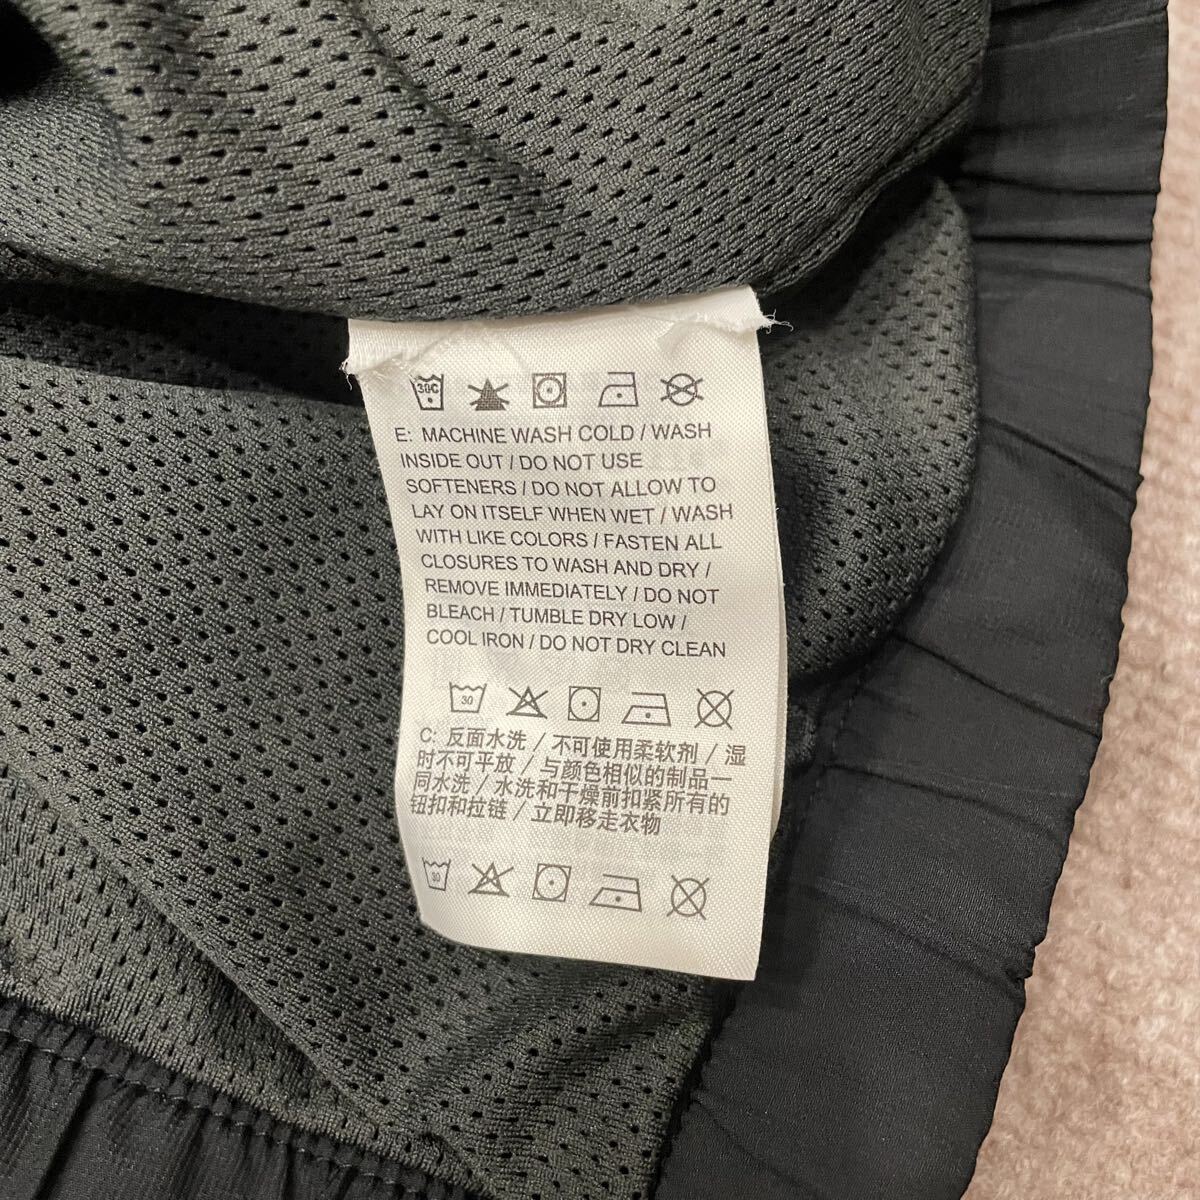 30C
E: MACHINE WASH COLD / WASH
INSIDE OUT / DO NOT USE
SOFTENERS / DO NOT ALLOW TO
LAY ON ITSELF WHEN WET / WASH
WITH LIKE COLORS / FASTEN ALL
CLOSURES TO WASH AND DRY /
REMOVE IMMEDIATELY / DO NOT
BLEACH / TUMBLE DRY LOW /
COOL IRON / DO NOT DRY CLEAN
30
C: 反面水洗 / 不可使用柔软剂 / 湿
时不可平放 / 与颜色相似的制品一
同水洗 / 水洗和干燥前扣紧所有的
钮扣和拉链 / 立即移走衣物
30